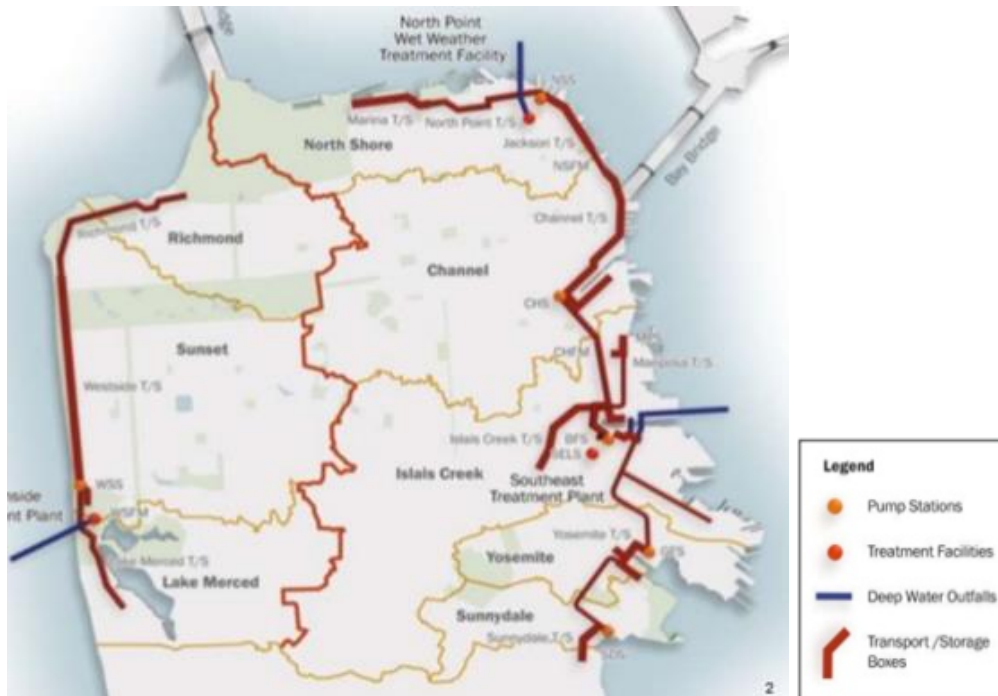 North Point
Wet Weather
Treatment Facility
NSS
Marina T/S
North Point T/S
Jackson T/S
North Shore
NSFM
Bay Bridge
Richmond T/S
Richmond
Channel T/S
Channel
CHS
Sunset
CHFM
Mariposa T/S
Westside T/S
Islais Creek T/S
BFS
SELS
Islais Creek
Southeast
Treatment Plant
WSS
WSFM
Lake Merced T/S
Lake Merced
Yosemite T/S
Yosemite
GFS
Sunnydale
Sunnydale T/S
SDS
2
Legend
Pump Stations
Treatment Facilities
Deep Water Outfalls
Transport /Storage
Boxes